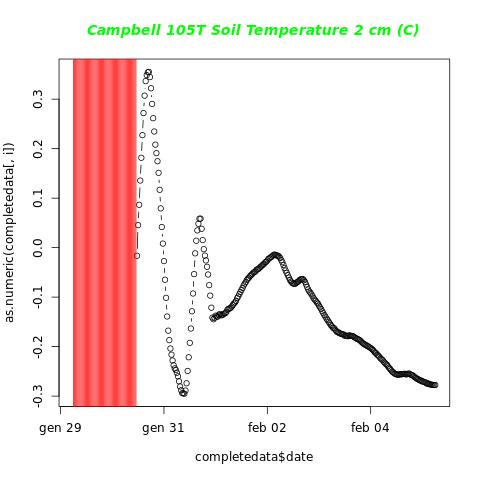 Campbell 105T Soil Temperature 2 cm (C)
as.numeric(completedata[, i])
0.3
0.2
0.1
0.0
-0.1
-0.2
-0.3
gen 29
gen 31
feb 02
feb 04
completedata$date